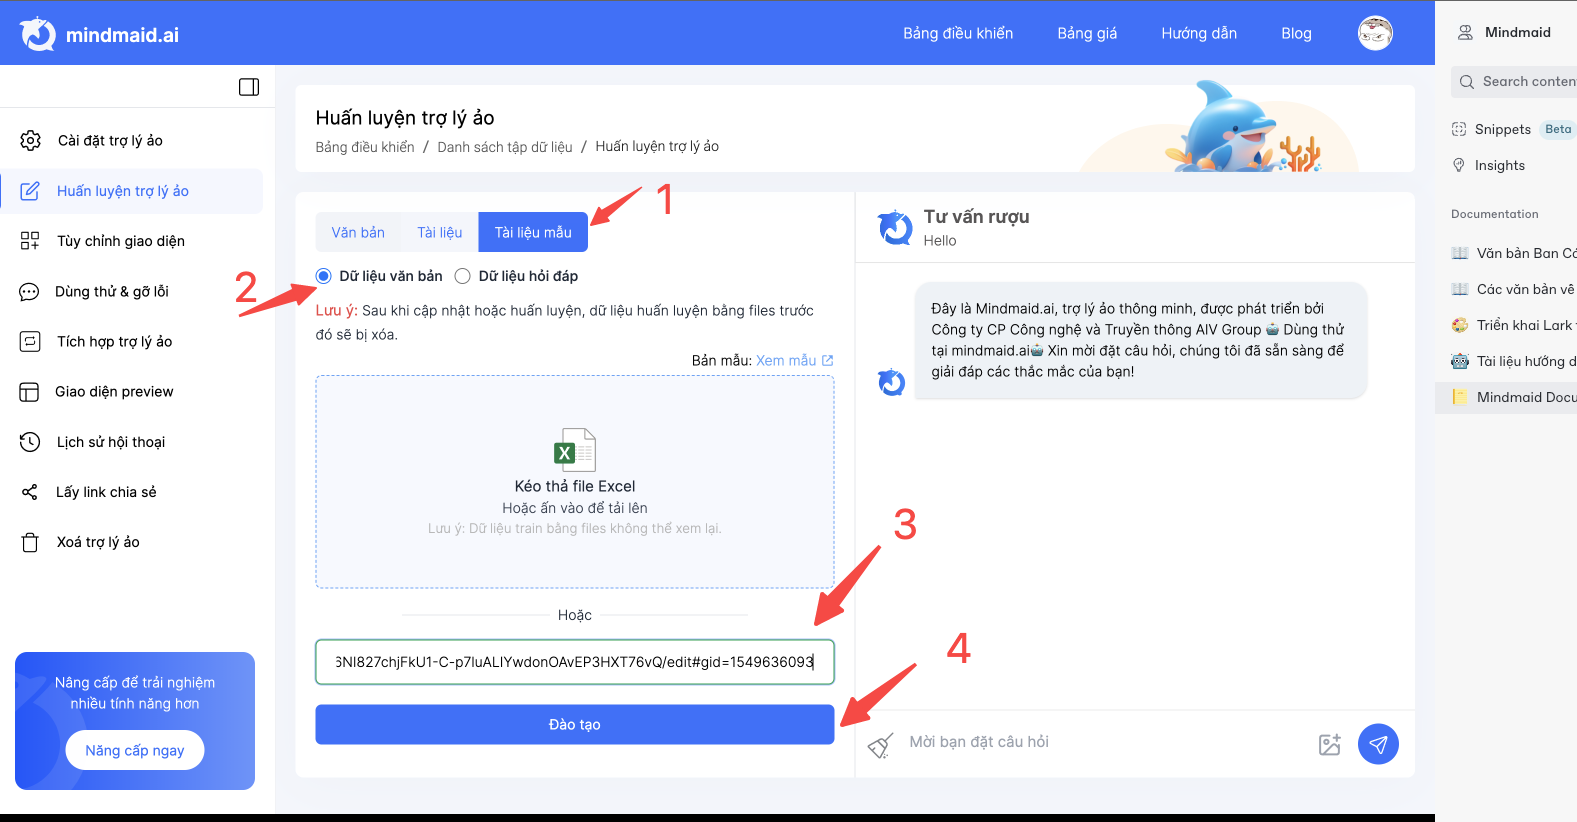 mindmaid.ai
Bảng điều khiển
Bảng giá
Hướng dẫn
Blog
Cài đặt trợ lý ảo
Huấn luyện trợ lý ảo
Tùy chỉnh giao diện
Dùng thử & gỡ lỗi
Tích hợp trợ lý ảo
Giao diện preview
Lịch sử hội thoại
Lấy link chia sẻ
Xoá trợ lý ảo
Nâng cấp để trải nghiệm
nhiều tính năng hơn
Nâng cấp ngay
Huấn luyện trợ lý ảo
Bảng điều khiển / Danh sách tập dữ liệu / Huấn luyện trợ lý ảo
1
Văn bản
Tài liệu
Tài liệu mẫu
2
Dữ liệu văn bản
Dữ liệu hỏi đáp
Lưu ý: Sau khi cập nhật hoặc huấn luyện, dữ liệu huấn luyện bằng files trước
đó sẽ bị xóa.
Bản mẫu: Xem mẫu
X
Kéo thả file Excel
Hoặc ấn vào để tải lên
Lưu ý: Dữ liệu train bằng files không thể xem lại.
3
Hoặc
6NI827chjFkU1-C-p7IuALIYwdonOAvEP3HXT76vQ/edit#gid=1549636093
4
Đào tạo
Tư vấn rượu
Hello
Đây là Mindmaid.ai, trợ lý ảo thông minh, được phát triển bởi
Công ty CP Công nghệ và Truyền thông AIV Group 🤖 Dùng thử
tại mindmaid.ai🤖 Xin mời đặt câu hỏi, chúng tôi đã sẵn sàng để
giải đáp các thắc mắc của bạn!
Mời bạn đặt câu hỏi
Mindmaid
Search conten
Snippets Beta
Insights
Documentation
Văn bản Ban Cá
Các văn bản về
Triển khai Lark
Tài liệu hướng d
Mindmaid Docu